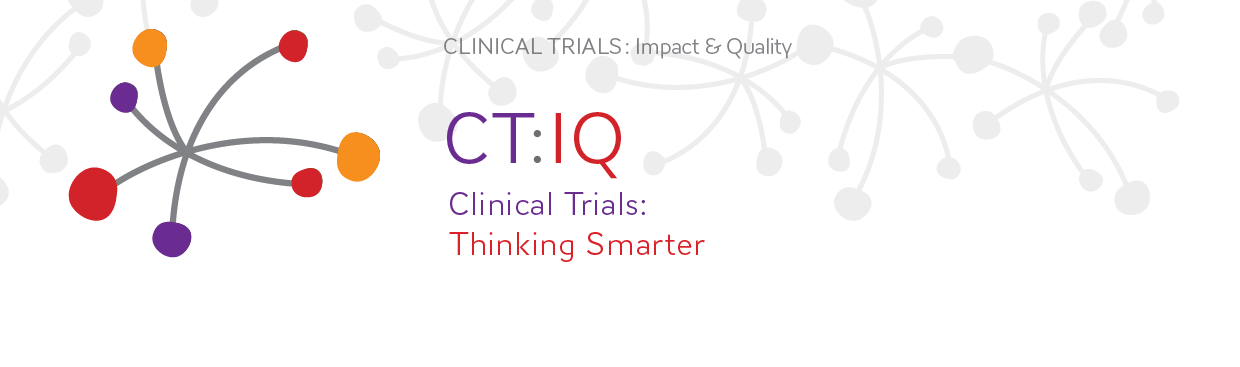 CLINICAL TRIALS: Impact & Quality
CT:IQ
Clinical Trials:
Thinking Smarter